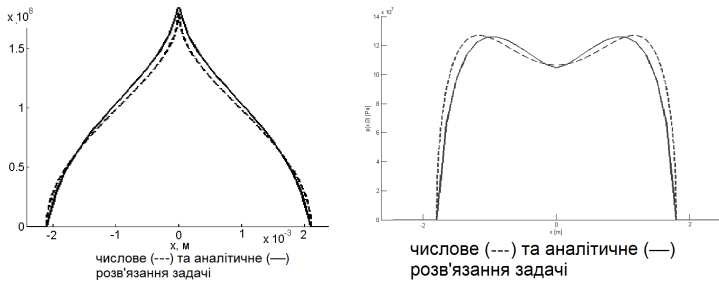 x 10⁸
1.5
1
0.5
0
-2
-1
0
1
2
x, м
x 10⁻³
числове (---) та аналітичне (—)
розв'язання задачі
x 10⁷
14
12
10
8
6
4
2
0
-2
0
2
x [m]
числове (---) та аналітичне (—)
розв'язання задачі